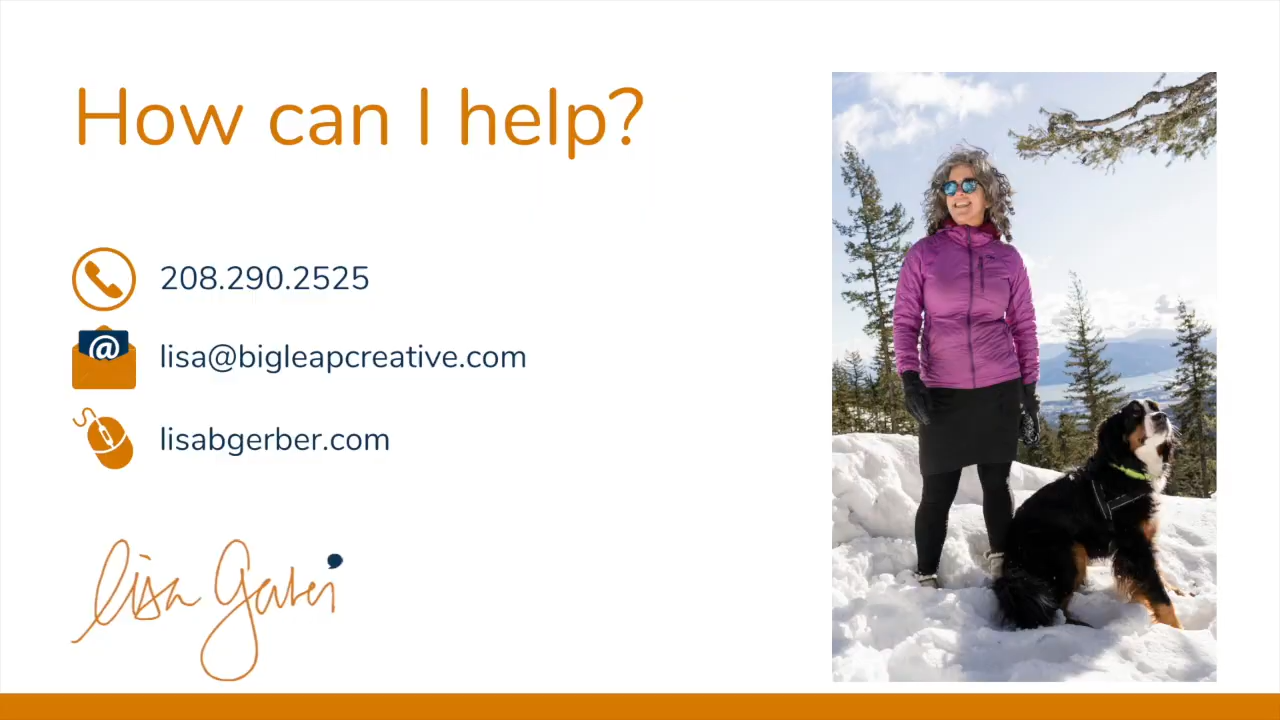 How can I help?
208.290.2525
@
lisa@bigleapcreative.com
lisabgerber.com
lisa Gerber